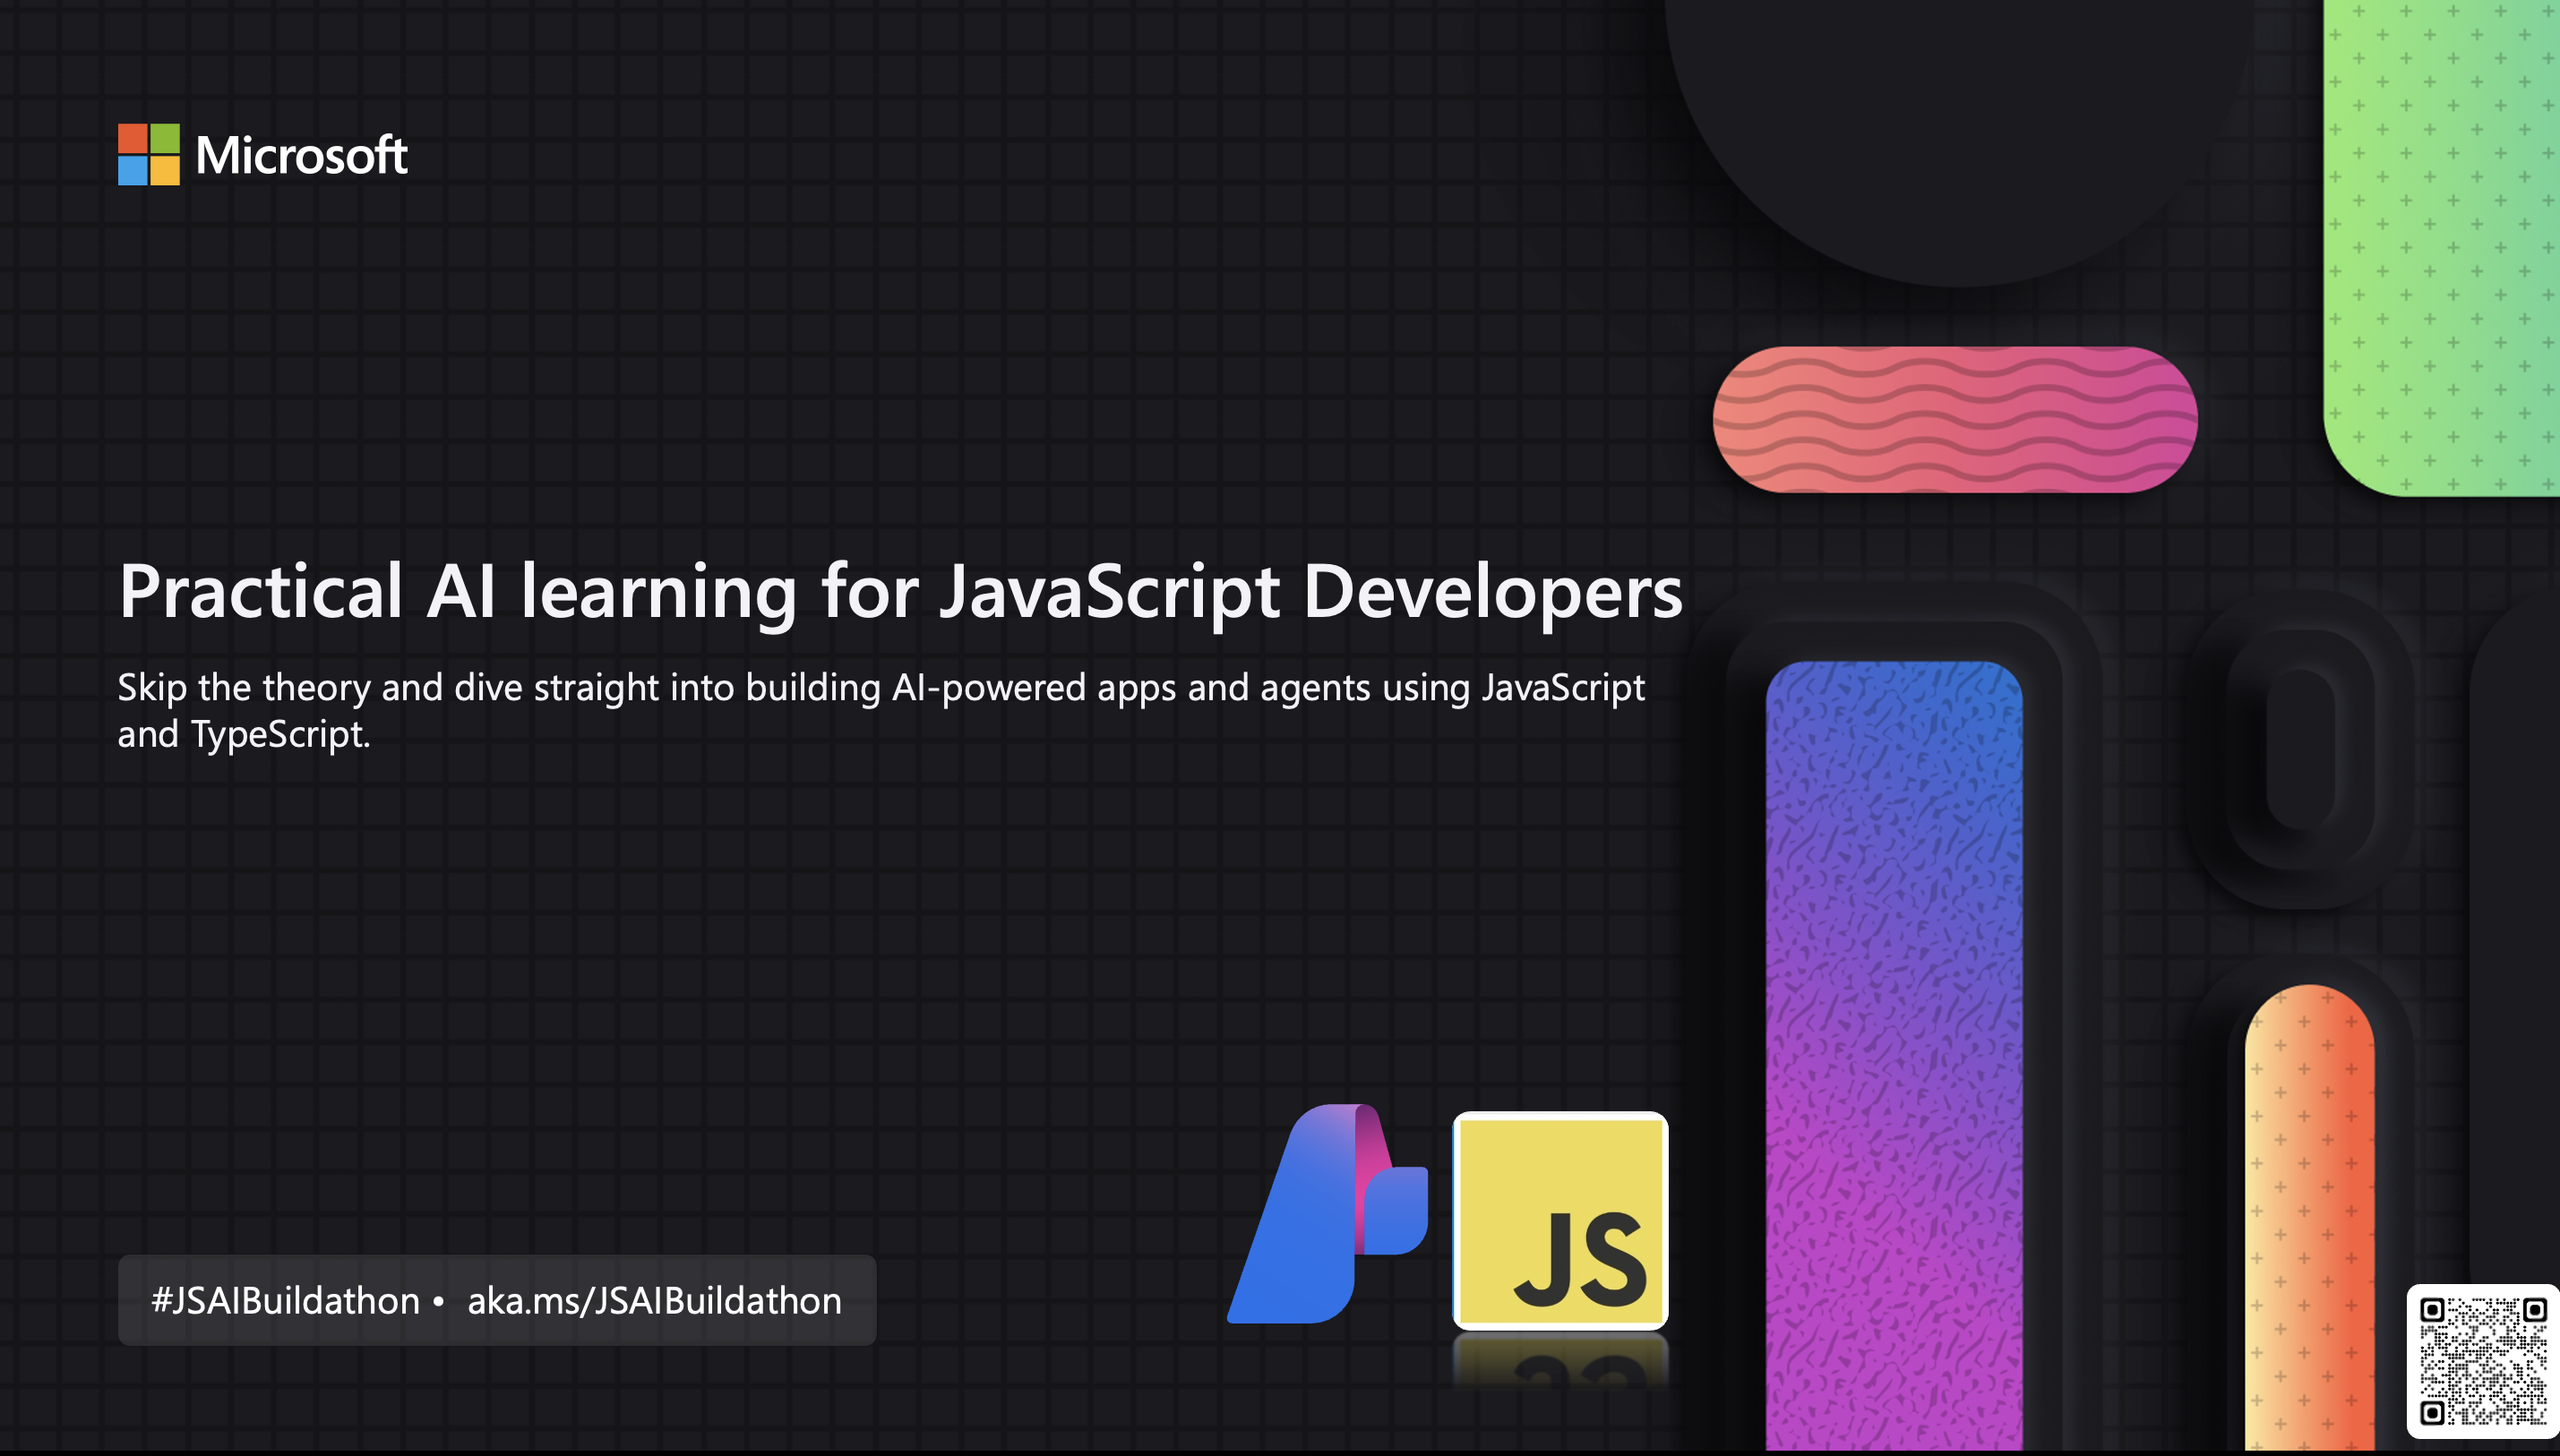 Microsoft
Practical AI learning for JavaScript Developers
Skip the theory and dive straight into building AI-powered apps and agents using JavaScript
and TypeScript.
JS
#JSAIBuildathon • aka.ms/JSAIBuildathon